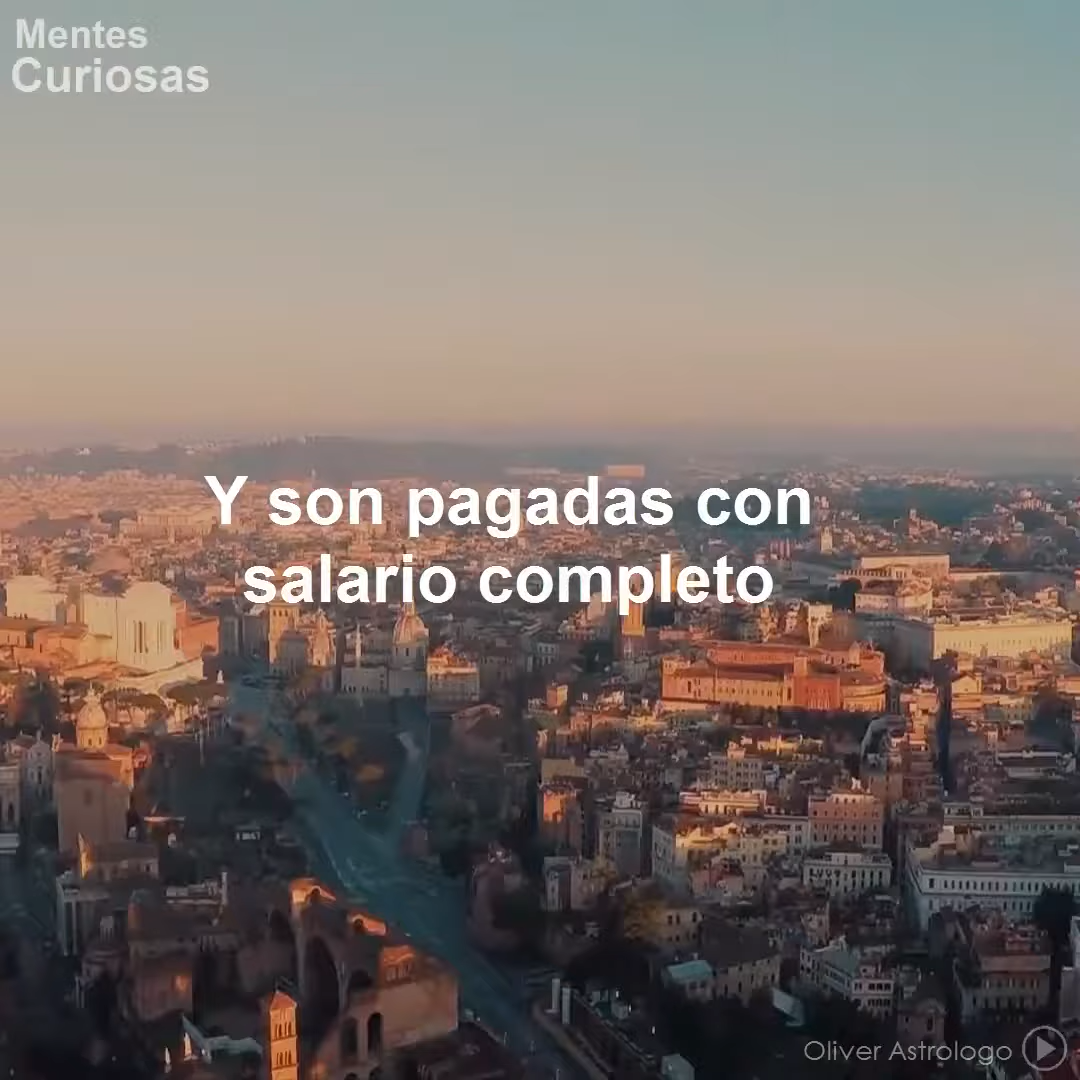 Mentes
Curiosas
Y son pagadas con
salario completo
Oliver Astrologo